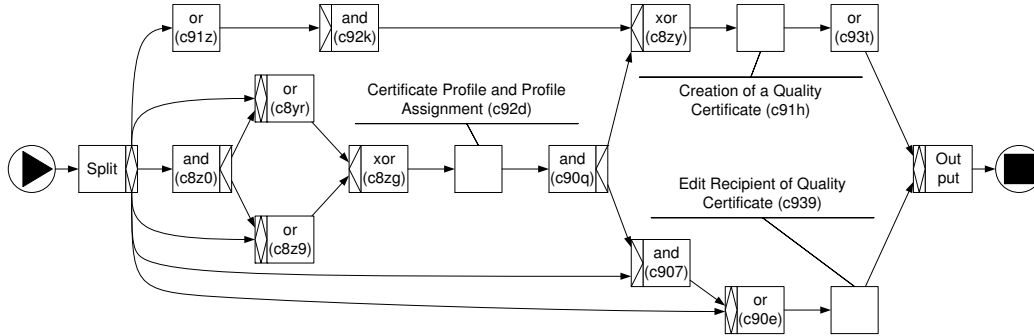 or
(c91z)
and
(c92k)
xor
(c8zy)
or
(c93t)
or
(c8yr)
Certificate Profile and Profile
Assignment (c92d)
Creation of a Quality
Certificate (c91h)
Split
and
(c8z0)
xor
(c8zg)
and
(c90q)
Out
put
Edit Recipient of Quality
Certificate (c939)
or
(c8z9)
and
(c907)
or
(c90e)